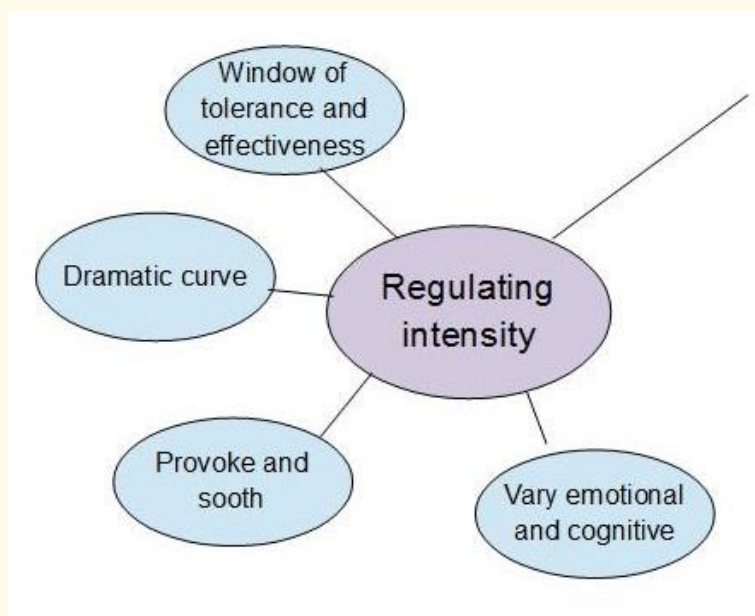 Window of
tolerance and
effectiveness
Dramatic curve
Regulating
intensity
Provoke and
sooth
Vary emotional
and cognitive